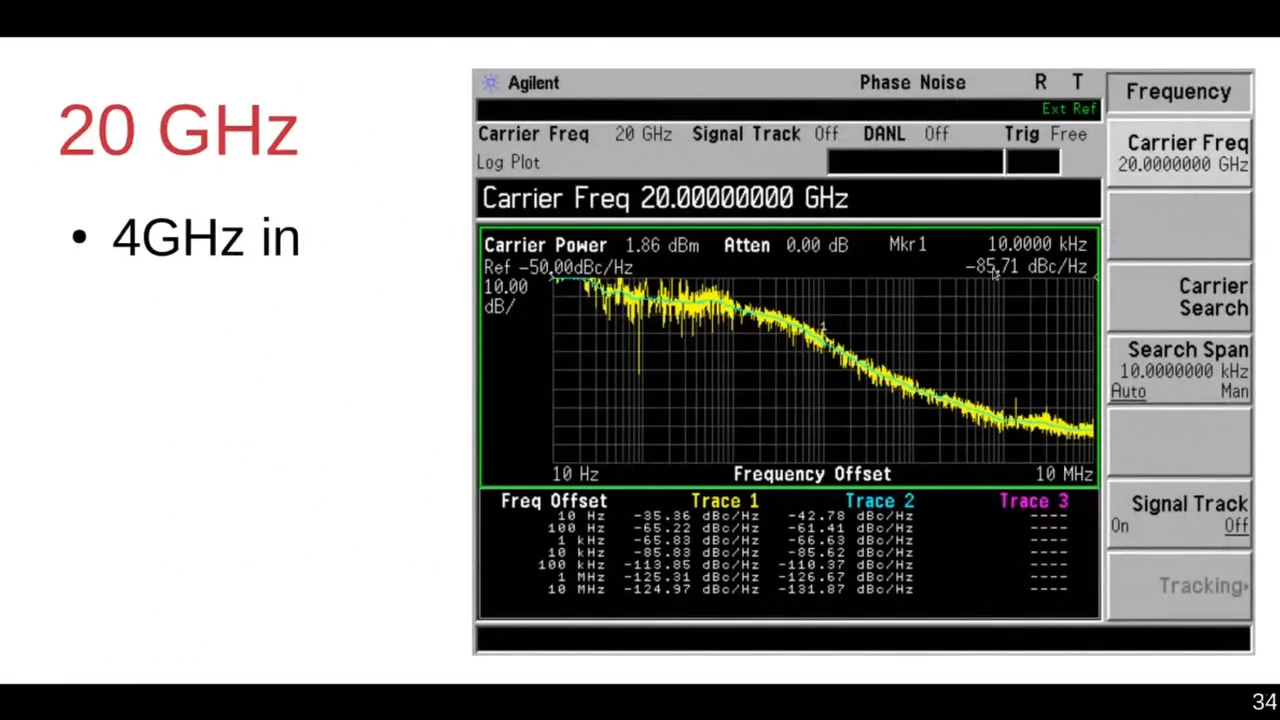 20 GHz
• 4GHz in
Agilent
Phase Noise
R T
Ext Ref
Carrier Freq 20 GHz Signal Track Off DANL Off Trig Free
Log Plot
Carrier Freq 20.00000000 GHz
Carrier Power 1.86 dBm Atten 0.00 dB Mkr1 10.0000 kHz
Ref -50.00dBc/Hz -85.71 dBc/Hz
10.00
dB/
1
10 Hz Frequency Offset 10 MHz
Freq Offset Trace 1 Trace 2 Trace 3
10 Hz -35.36 dBc/Hz -42.78 dBc/Hz ----
100 Hz -65.22 dBc/Hz -61.41 dBc/Hz ----
1 kHz -65.83 dBc/Hz -66.63 dBc/Hz ----
10 kHz -85.83 dBc/Hz -85.62 dBc/Hz ----
100 kHz -113.85 dBc/Hz -110.37 dBc/Hz ----
1 MHz -125.31 dBc/Hz -126.67 dBc/Hz ----
10 MHz -124.97 dBc/Hz -131.87 dBc/Hz ----
Frequency
Carrier Freq
20.0000000 GHz
Carrier
Search
Search Span
10.0000000 kHz
Auto Man
Signal Track
On Off
Tracking
34